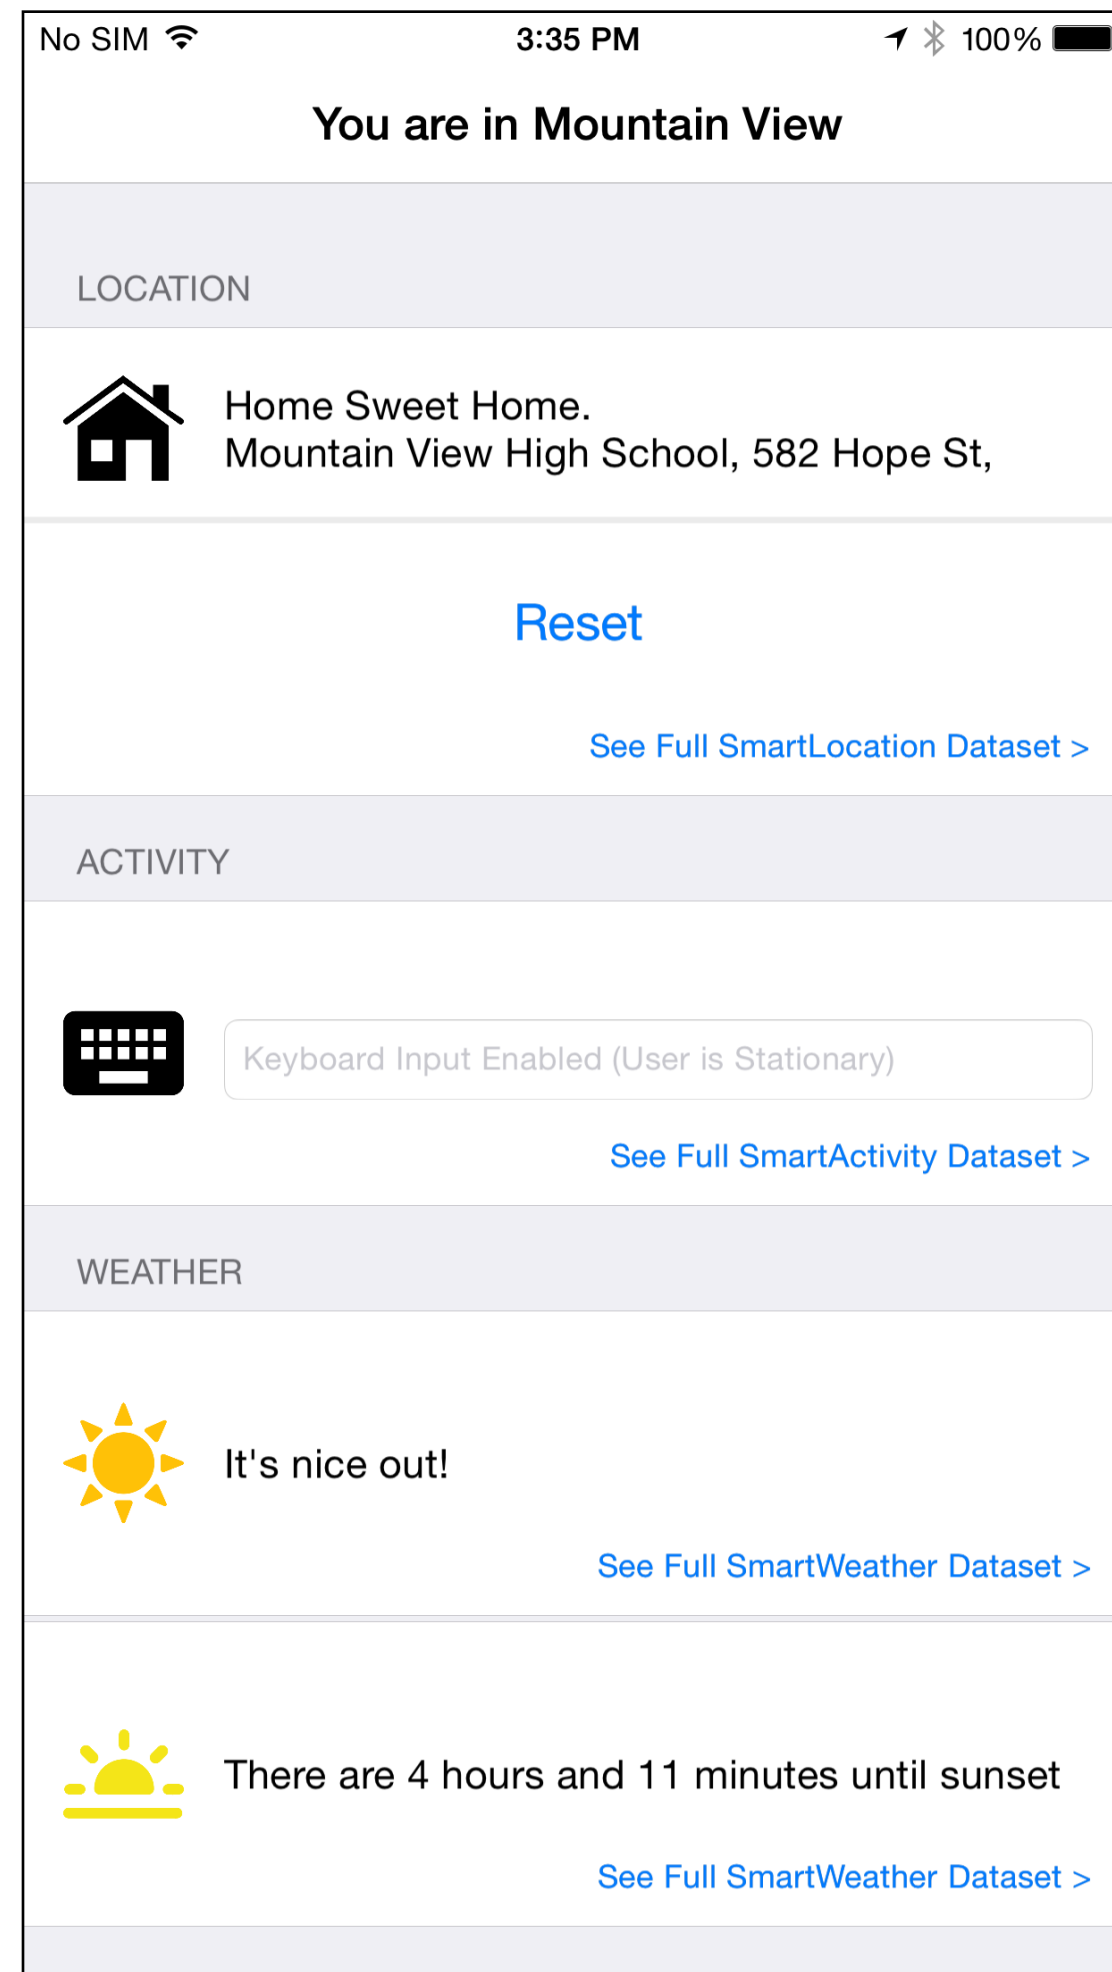 No SIM 3:35 PM 100%
You are in Mountain View
LOCATION
Home Sweet Home.
Mountain View High School, 582 Hope St,
Reset
See Full SmartLocation Dataset >
ACTIVITY
Keyboard Input Enabled (User is Stationary)
See Full SmartActivity Dataset >
WEATHER
It's nice out!
See Full SmartWeather Dataset >
There are 4 hours and 11 minutes until sunset
See Full SmartWeather Dataset >